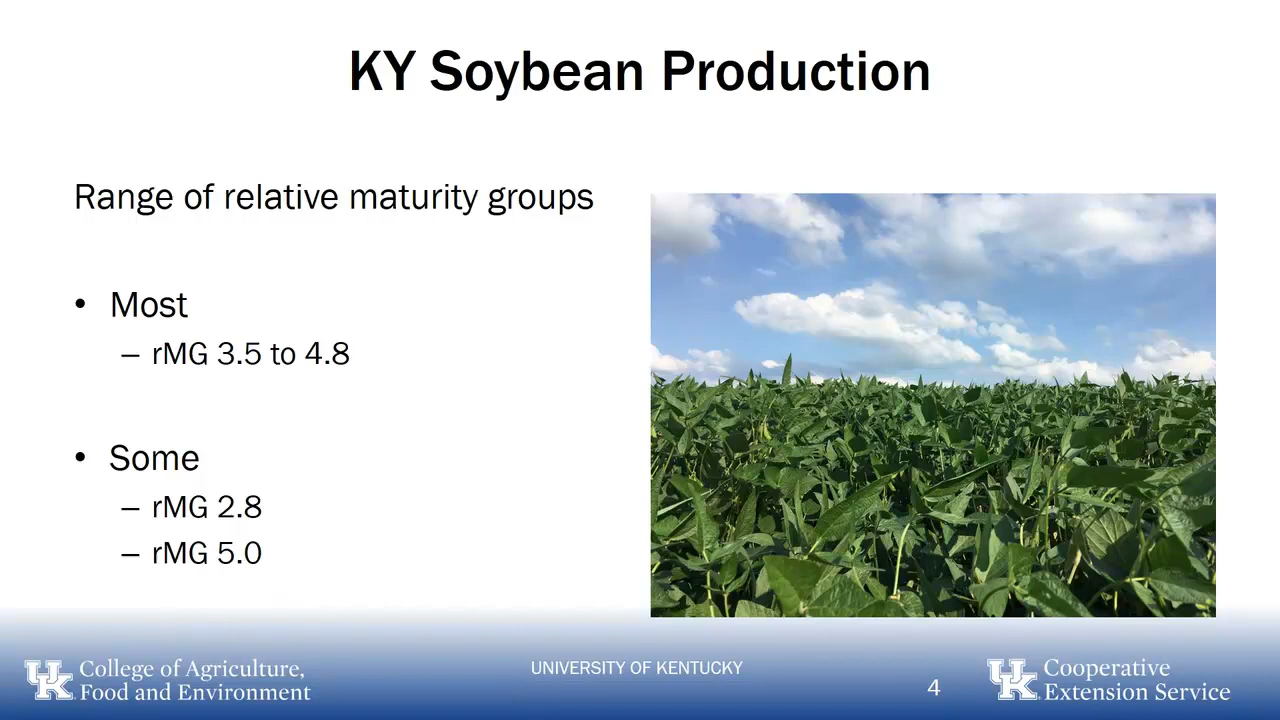 KY Soybean Production
Range of relative maturity groups
• Most
– rMG 3.5 to 4.8
• Some
– rMG 2.8
– rMG 5.0
UK College of Agriculture,
Food and Environment
UNIVERSITY OF KENTUCKY
4
UK Cooperative
Extension Service